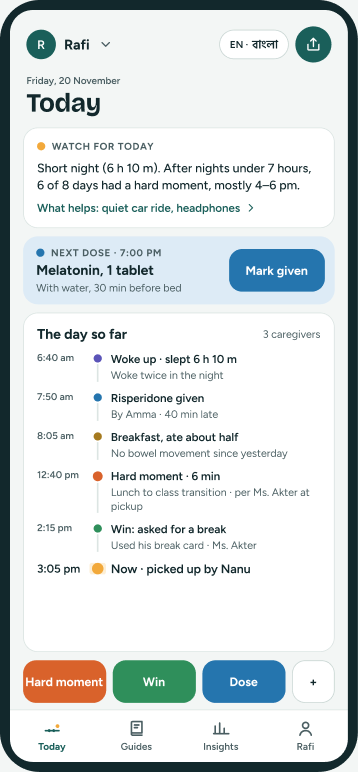 R Rafi EN · বাংলা
Friday, 20 November
Today
WATCH FOR TODAY
Short night (6 h 10 m). After nights under 7 hours,
6 of 8 days had a hard moment, mostly 4–6 pm.
What helps: quiet car ride, headphones
NEXT DOSE · 7:00 PM
Melatonin, 1 tablet
With water, 30 min before bed
Mark given
The day so far 3 caregivers
6:40 am Woke up · slept 6 h 10 m
Woke twice in the night
7:50 am Risperidone given
By Amma · 40 min late
8:05 am Breakfast, ate about half
No bowel movement since yesterday
12:40 pm Hard moment · 6 min
Lunch to class transition · per Ms. Akter at
pickup
2:15 pm Win: asked for a break
Used his break card · Ms. Akter
3:05 pm Now · picked up by Nanu
Hard moment Win Dose +
Today Guides Insights Rafi